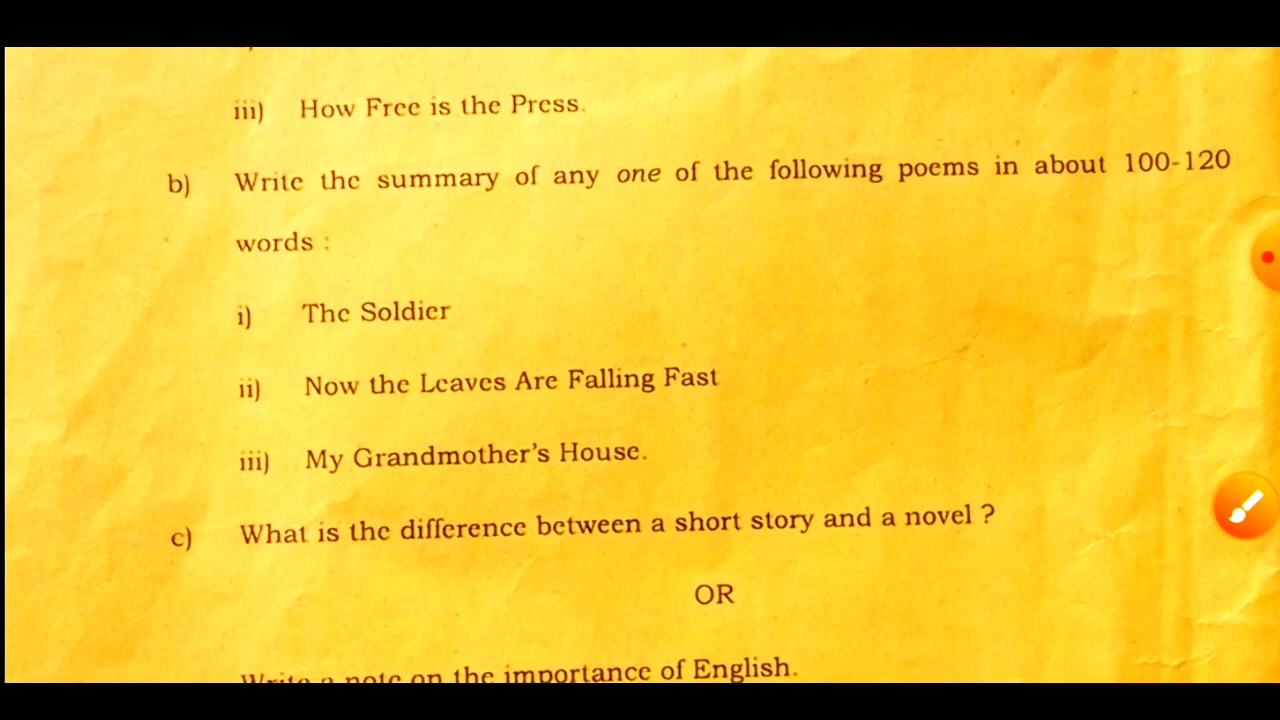 iii) How Free is the Press.
b) Write the summary of any one of the following poems in about 100-120
words :
i) The Soldier
ii) Now the Leaves Are Falling Fast
iii) My Grandmother's House.
c) What is the difference between a short story and a novel ?
OR
Write a note on the importance of English.